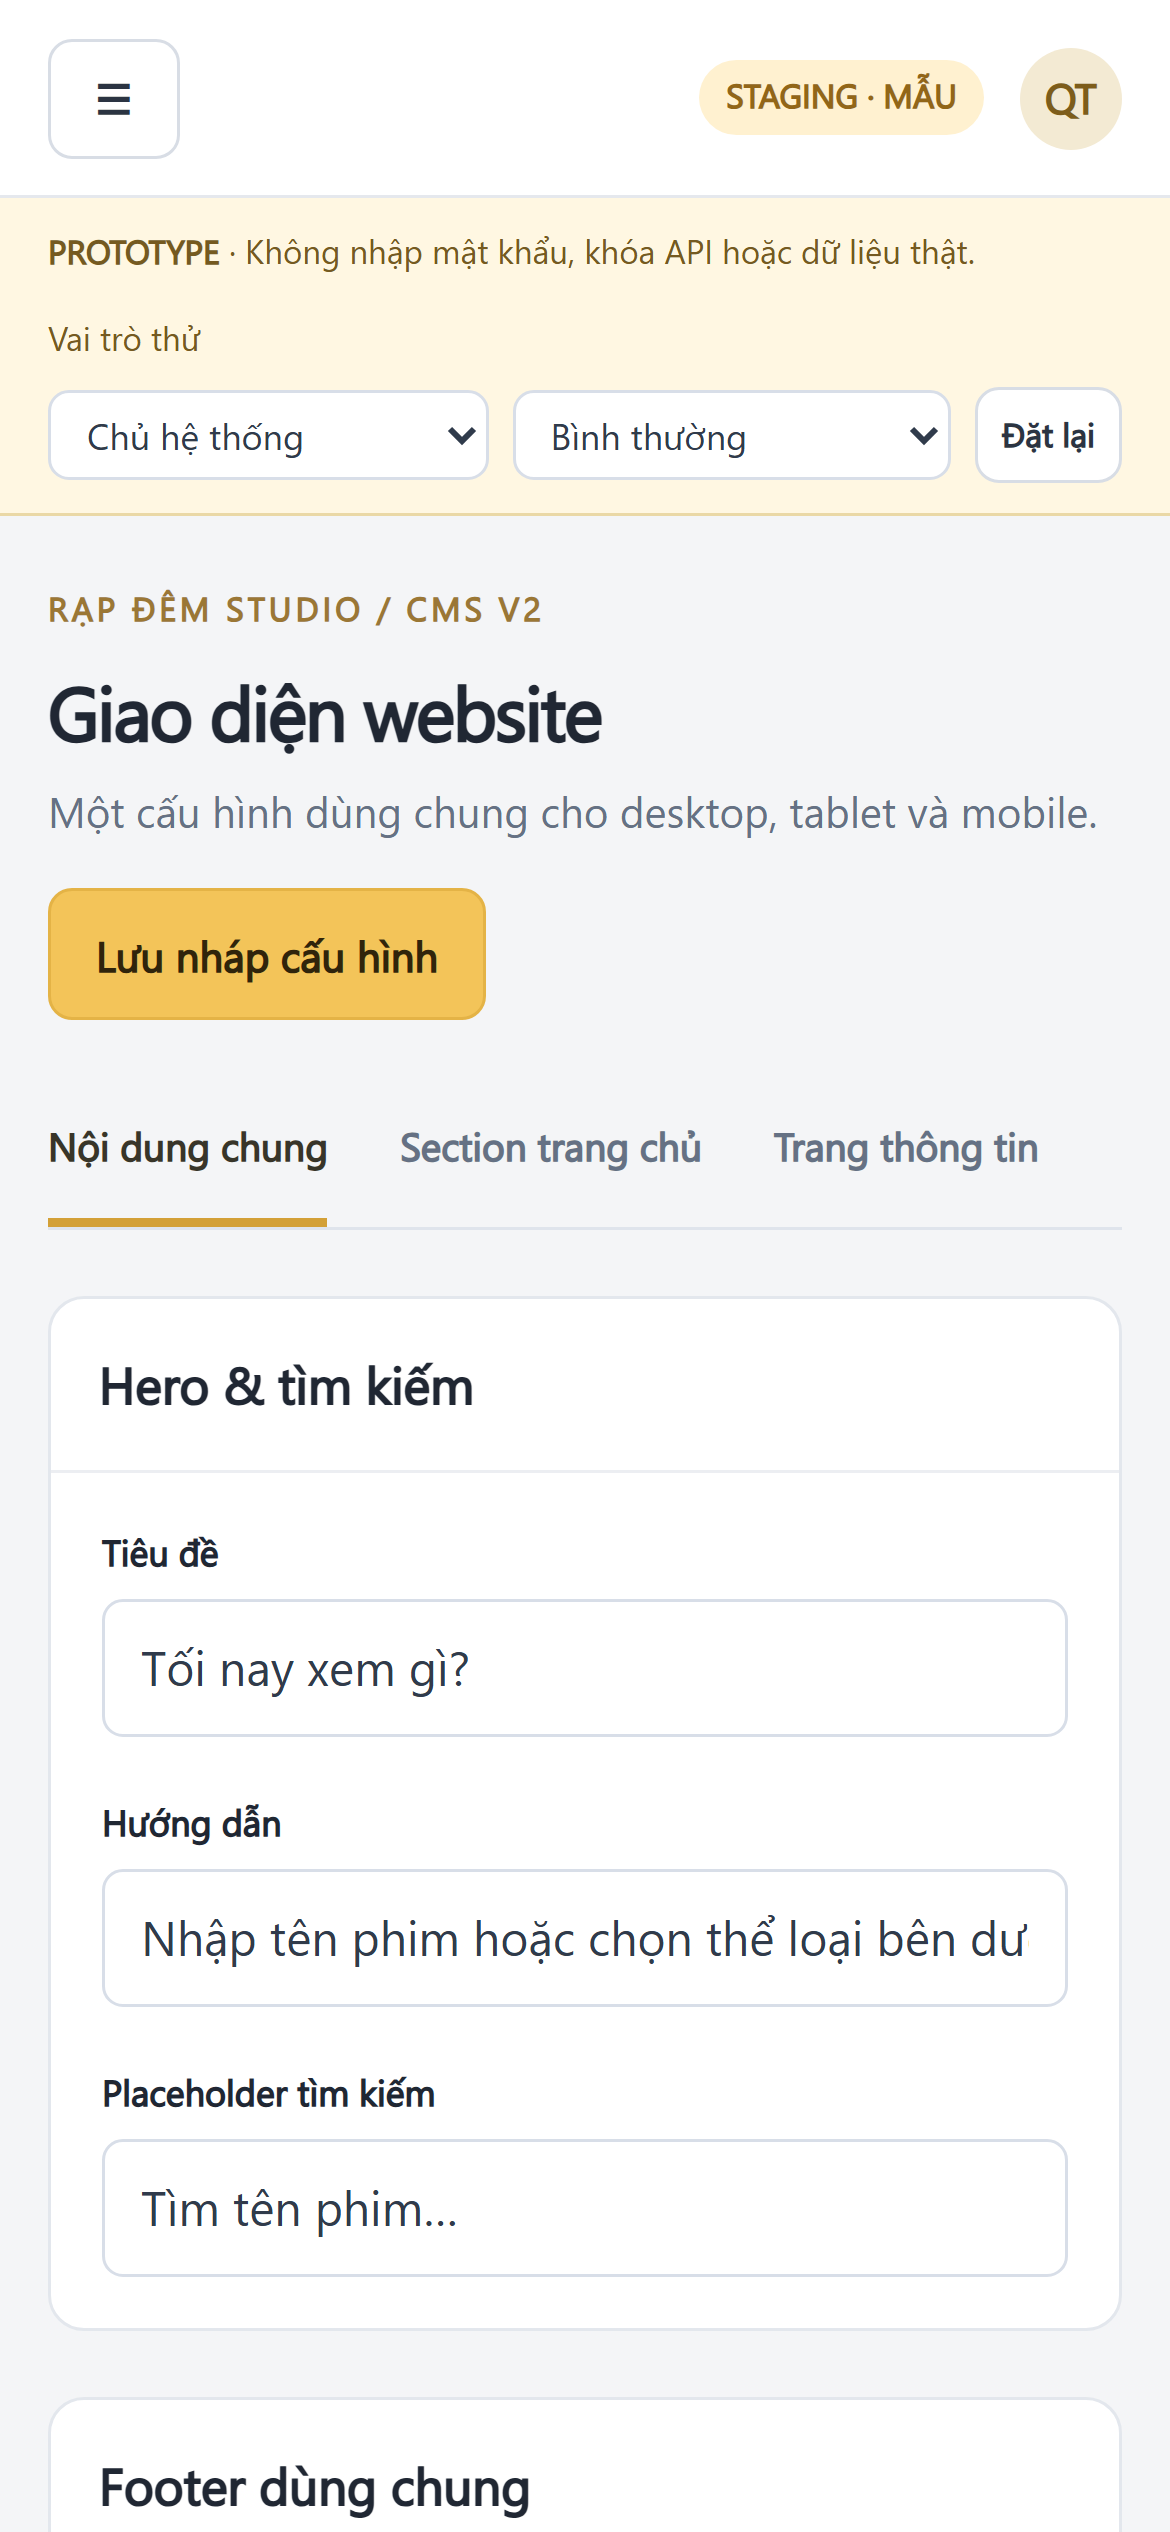 ☰
STAGING · MẪU
QT
PROTOTYPE · Không nhập mật khẩu, khóa API hoặc dữ liệu thật.
Vai trò thử
Chủ hệ thống
Bình thường
Đặt lại
RẠP ĐÊM STUDIO / CMS V2
Giao diện website
Một cấu hình dùng chung cho desktop, tablet và mobile.
Lưu nháp cấu hình
Nội dung chung
Section trang chủ
Trang thông tin
Hero & tìm kiếm
Tiêu đề
Tối nay xem gì?
Hướng dẫn
Nhập tên phim hoặc chọn thể loại bên
Placeholder tìm kiếm
Tìm tên phim...
Footer dùng chung